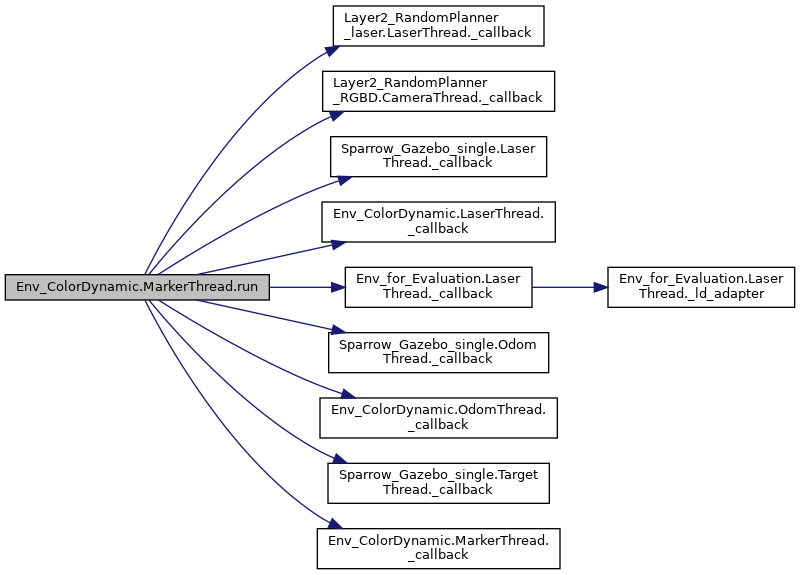 Layer2_RandomPlanner
_laser.LaserThread._callback
Layer2_RandomPlanner
_RGBD.CameraThread._callback
Sparrow_Gazebo_single.Laser
Thread._callback
Env_ColorDynamic.LaserThread.
_callback
Env_ColorDynamic.MarkerThread.run
Env_for_Evaluation.Laser
Thread._callback
Env_for_Evaluation.Laser
Thread._ld_adapter
Sparrow_Gazebo_single.Odom
Thread._callback
Env_ColorDynamic.OdomThread.
_callback
Sparrow_Gazebo_single.Target
Thread._callback
Env_ColorDynamic.MarkerThread.
_callback